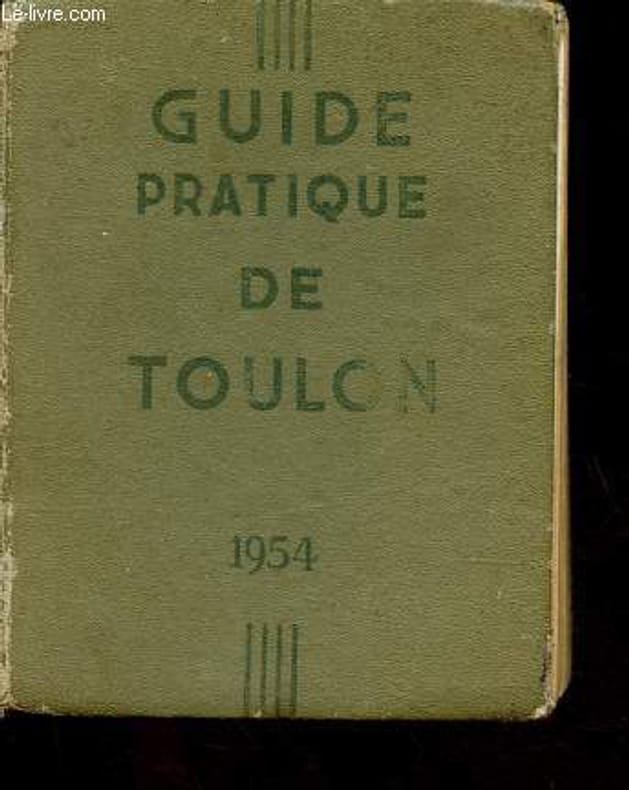 Le-livre.com
GUIDE
PRATIQUE
DE
TOULON
1954